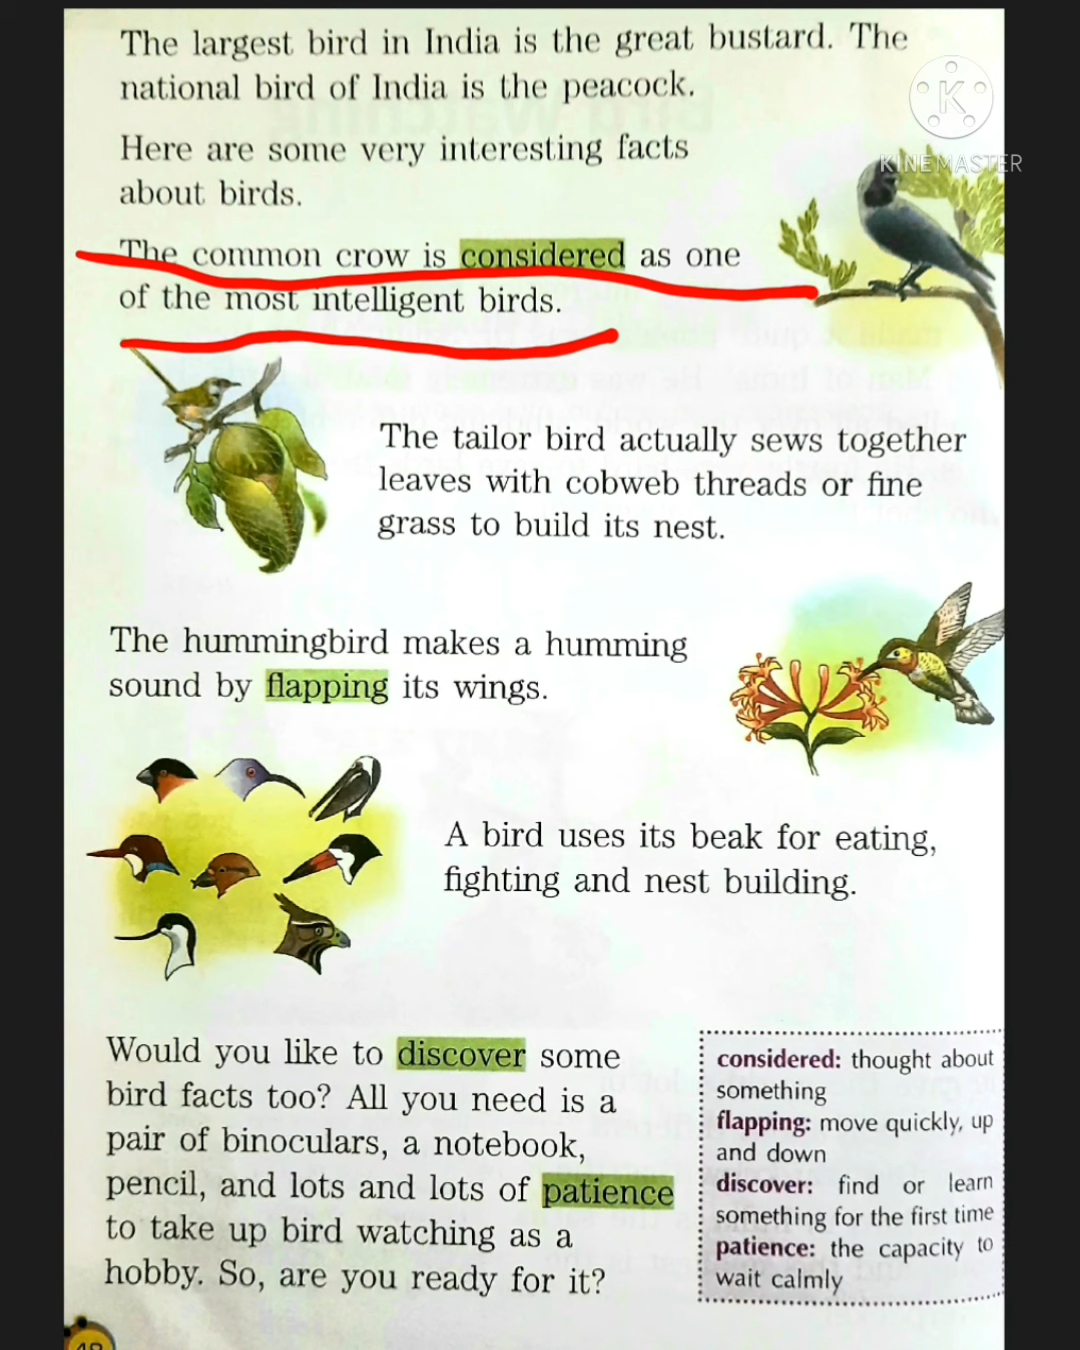 The largest bird in India is the great bustard. The
national bird of India is the peacock.
Here are some very interesting facts
about birds.
K
KINEMASTER
The common crow is considered as one
of the most intelligent birds.
The tailor bird actually sews together
leaves with cobweb threads or fine
grass to build its nest.
The hummingbird makes a humming
sound by flapping its wings.
A bird uses its beak for eating,
fighting and nest building.
Would you like to discover some
bird facts too? All you need is a
pair of binoculars, a notebook,
pencil, and lots and lots of patience
to take up bird watching as a
hobby. So, are you ready for it?
considered: thought about
something
flapping: move quickly, up
and down
discover: find or learn
something for the first time
patience: the capacity to
wait calmly